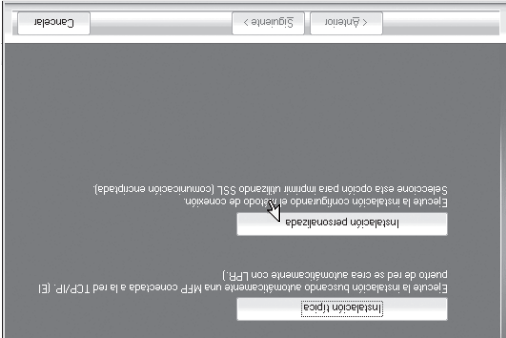 Instalación típica
Ejecute la instalación buscando automáticamente una MFP conectada a la red TCP/IP. (El
puerto de red se crea automáticamente con LPR.)
Instalación personalizada
Ejecute la instalación configurando el método de conexión.
Seleccione esta opción para imprimir utilizando SSL (comunicación encriptada).
< Anterior
Siguiente >
Cancelar